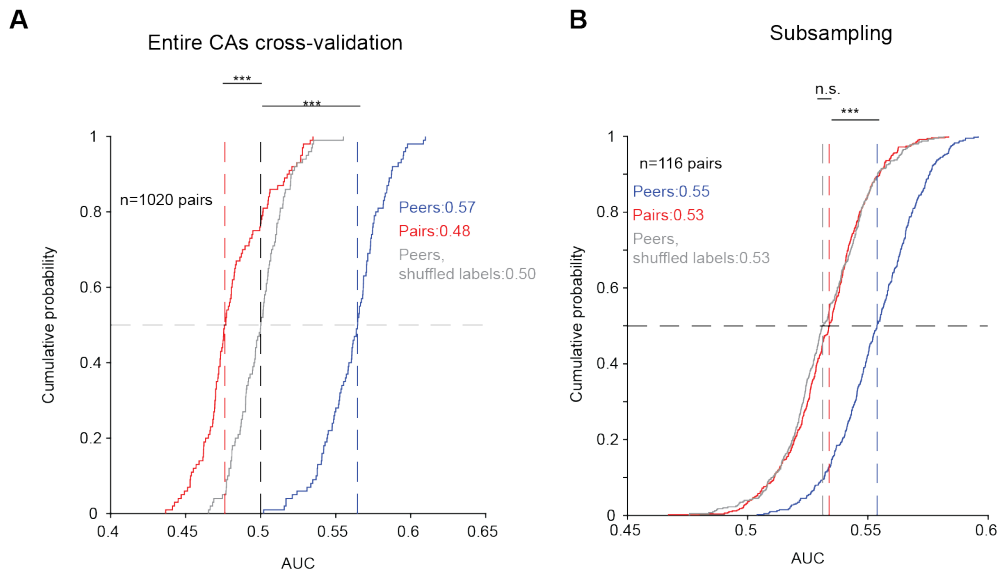 A
Entire CAs cross-validation
***
***
n=1020 pairs
Peers:0.57
Pairs:0.48
Peers,
shuffled labels:0.50
Cumulative probability
1
0.8
0.6
0.4
0.2
0
0.4
0.45
0.5
0.55
0.6
0.65
AUC
B
Subsampling
n.s.
***
n=116 pairs
Peers:0.55
Pairs:0.53
Peers,
shuffled labels:0.53
Cumulative probability
1
0.8
0.6
0.4
0.2
0
0.45
0.5
0.55
0.6
AUC